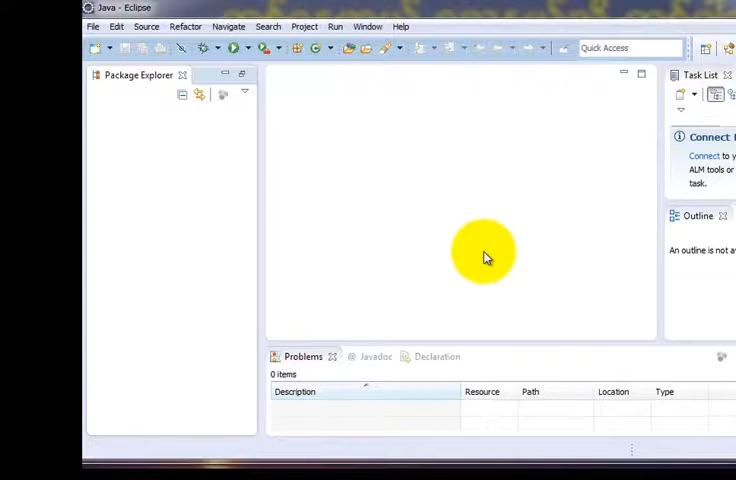 Java - Eclipse
File Edit Source Refactor Navigate Search Project Run Window Help
Quick Access
Package Explorer
Task List
Connect
Connect to y
ALM tools or
task.
Outline
An outline is not av
Problems @ Javadoc Declaration
0 items
Description Resource Path Location Type